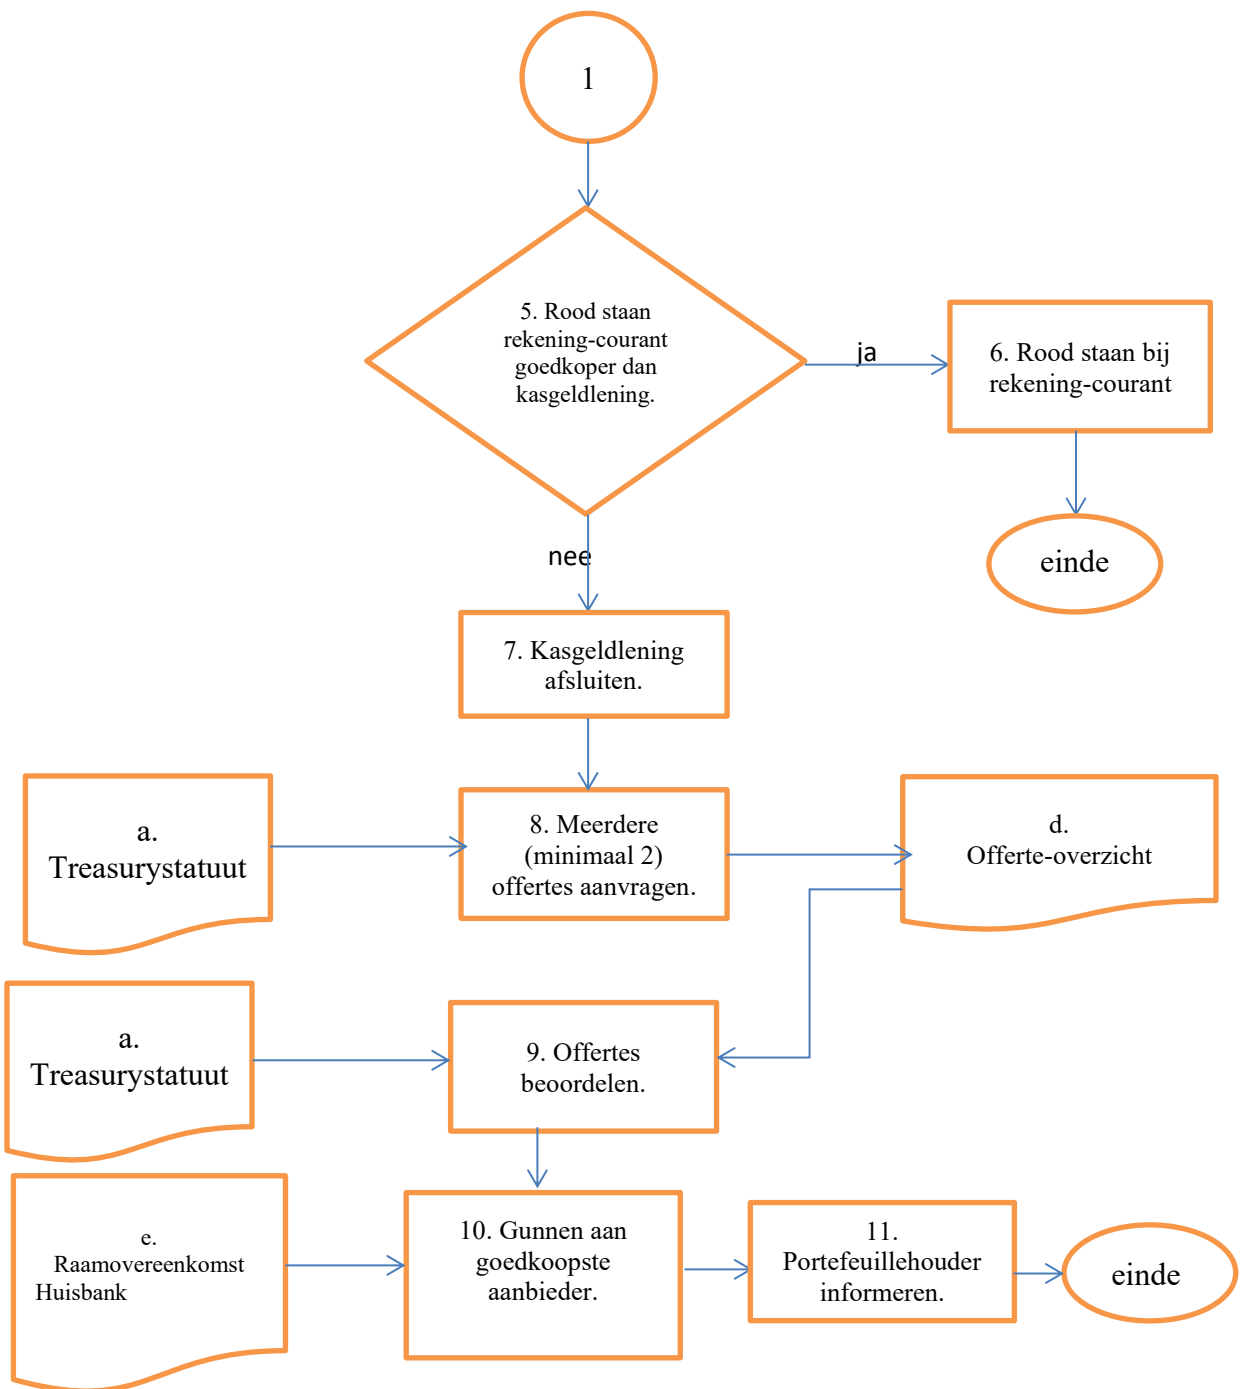 1
5. Rood staan
rekening-courant
goedkoper dan
kasgeldlening.
ja
6. Rood staan bij
rekening-courant
einde
nee
7. Kasgeldlening
afsluiten.
a.
Treasurystatuut
8. Meerdere
(minimaal 2)
offertes aanvragen.
d.
Offerte-overzicht
a.
Treasurystatuut
9. Offertes
beoordelen.
e.
Raamovereenkomst
Huisbank
10. Gunnen aan
goedkoopste
aanbieder.
11.
Portefeuillehouder
informeren.
einde